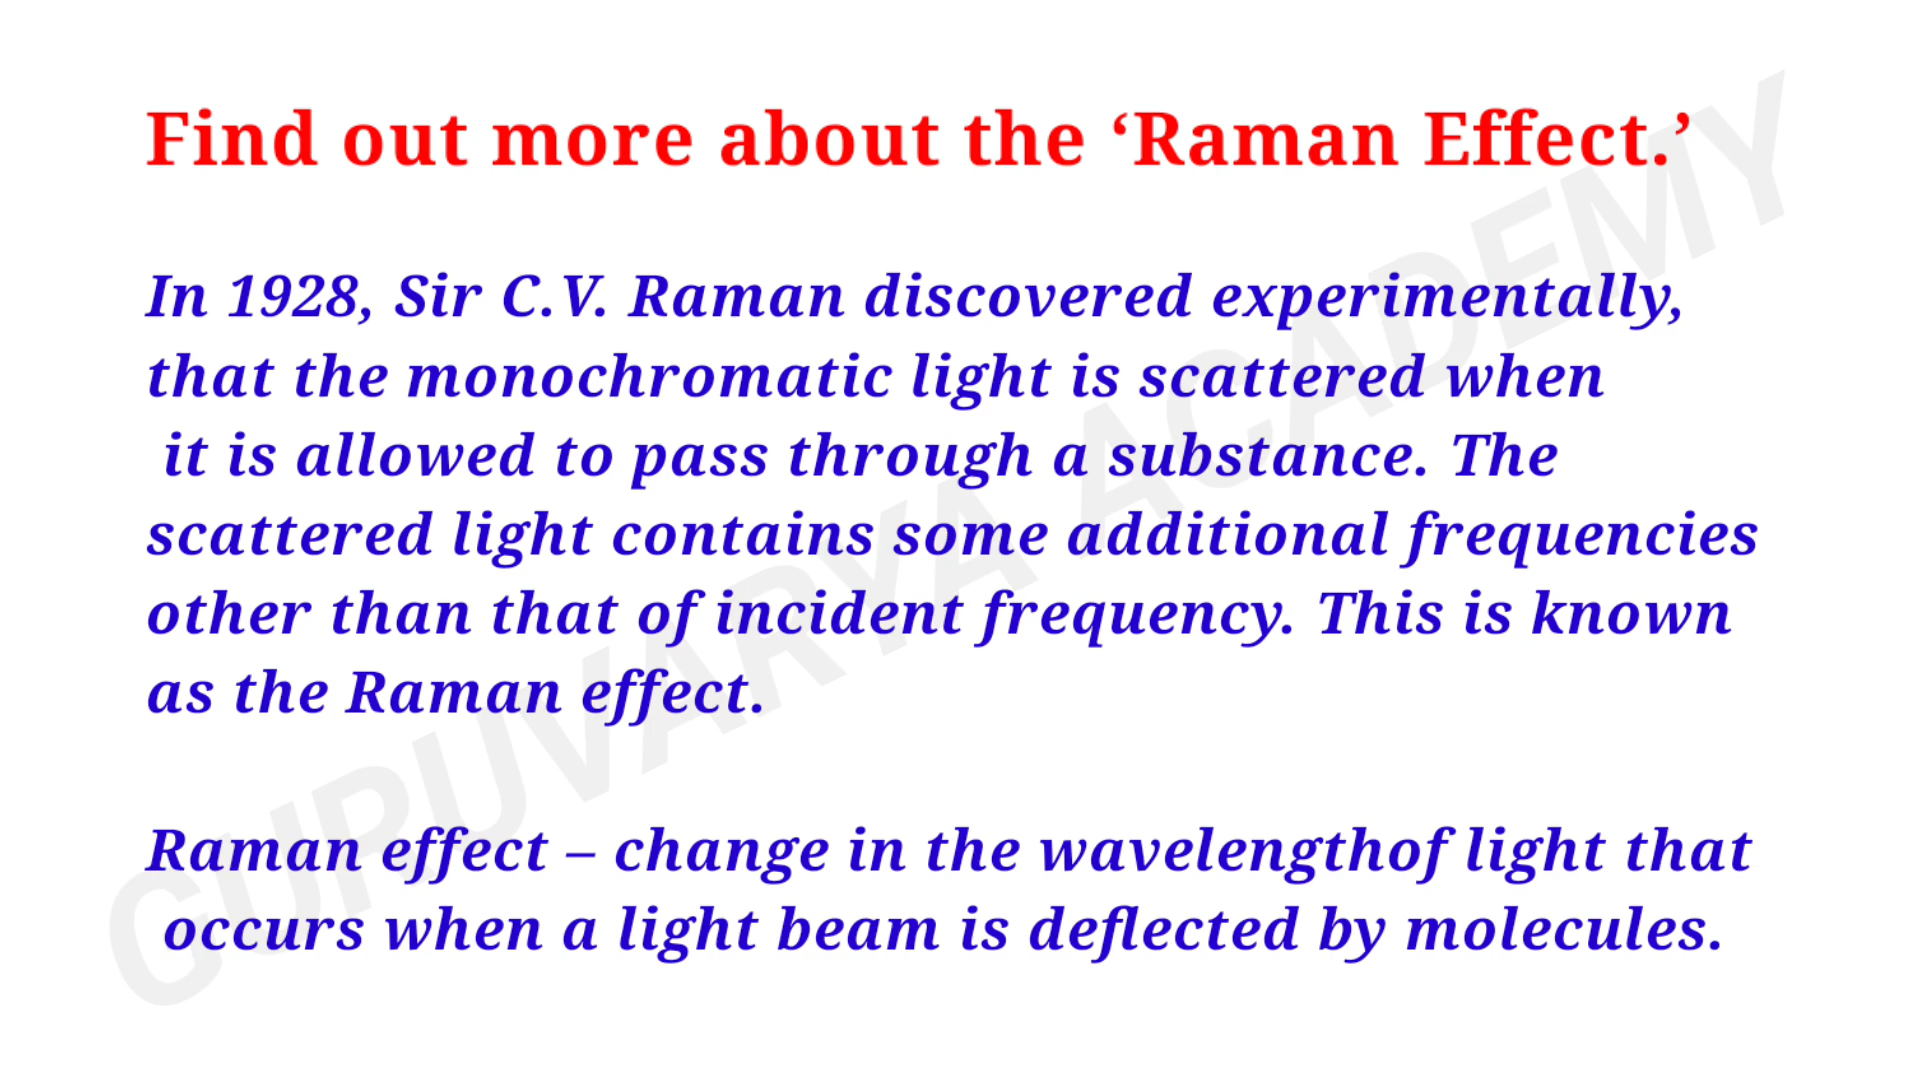 Find out more about the ‘Raman Effect.’
In 1928, Sir C.V. Raman discovered experimentally,
that the monochromatic light is scattered when
it is allowed to pass through a substance. The
scattered light contains some additional frequencies
other than that of incident frequency. This is known
as the Raman effect.
Raman effect – change in the wavelengthof light that
occurs when a light beam is deflected by molecules.
GUPUVARYA ACADEMY